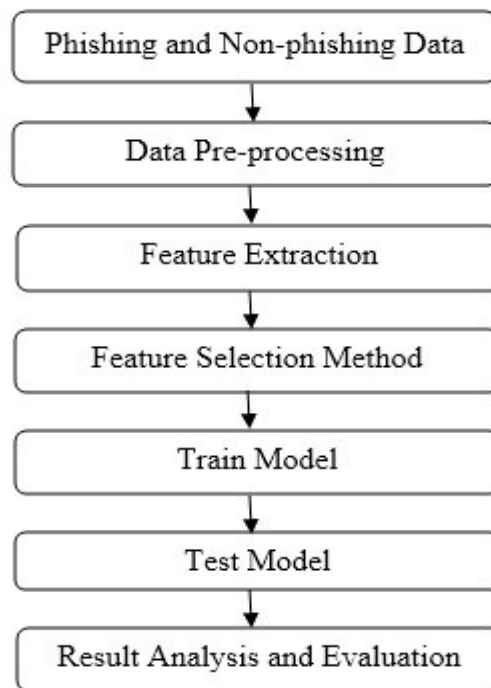 Phishing and Non-phishing Data
Data Pre-processing
Feature Extraction
Feature Selection Method
Train Model
Test Model
Result Analysis and Evaluation